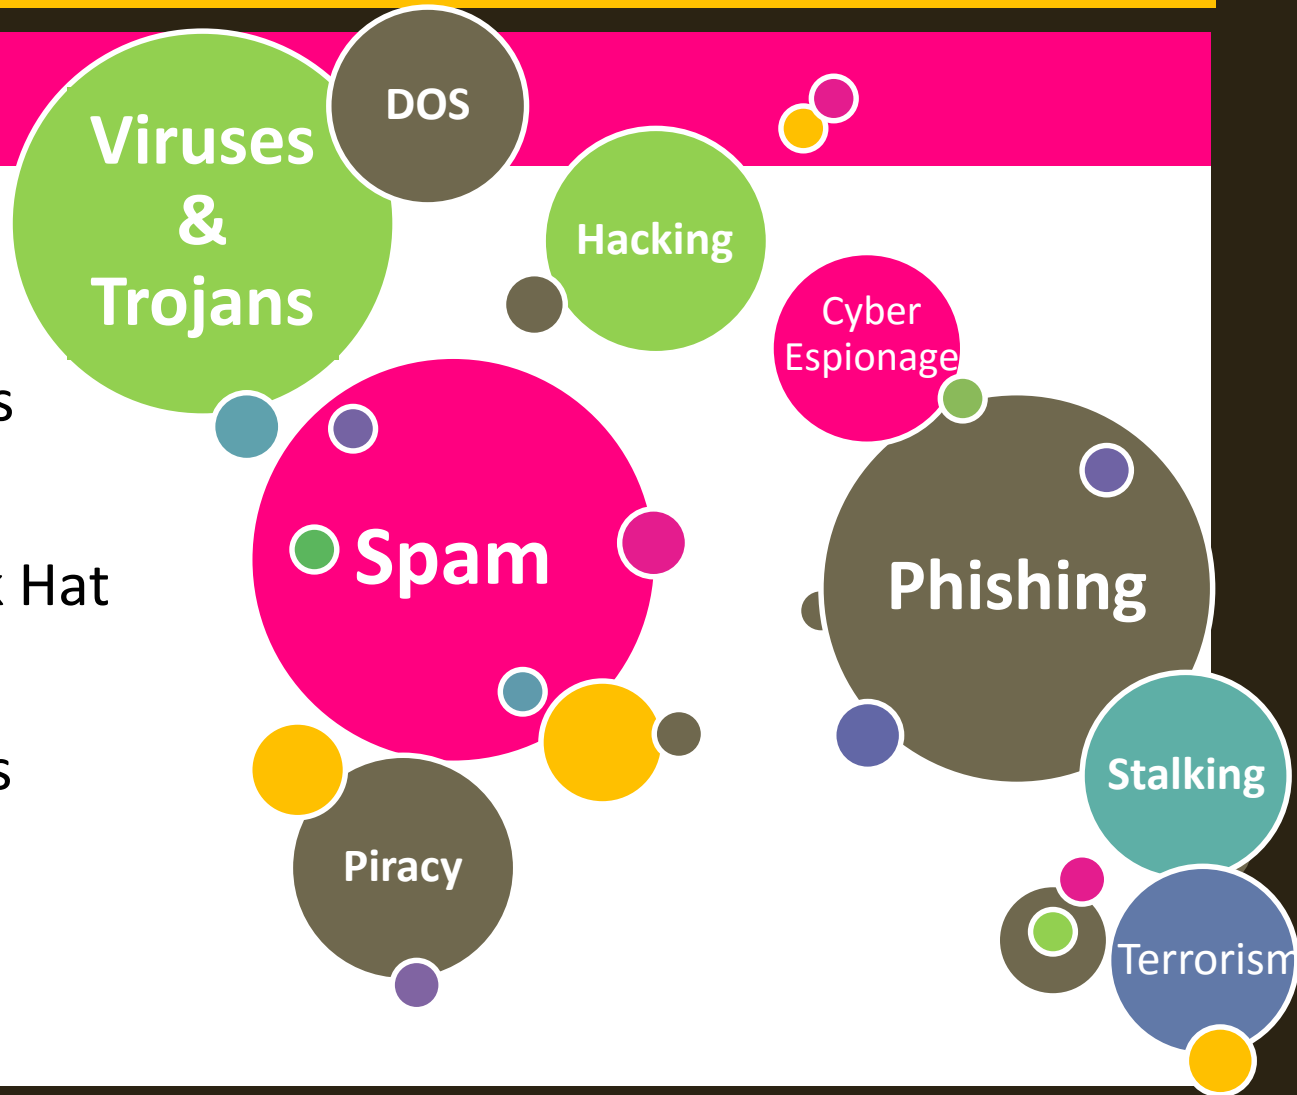 Viruses
&
Trojans
DOS
Hacking
Cyber
Espionage
s
Spam
Hat
Phishing
s
Stalking
Piracy
Terrorism